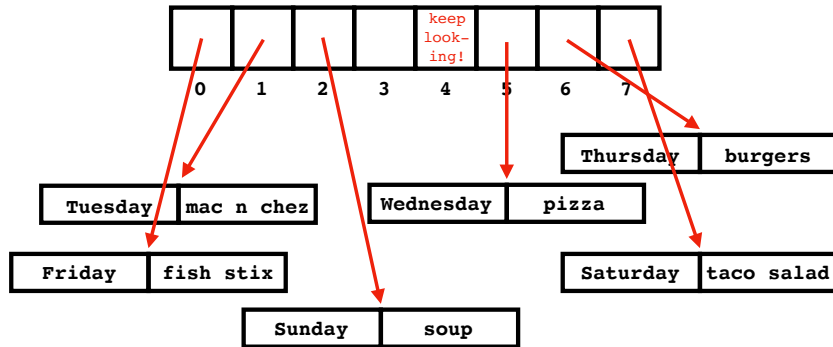 keep
look-
ing!
0 1 2 3 4 5 6 7
Thursday burgers
Tuesday mac n chez
Wednesday pizza
Friday fish stix
Saturday taco salad
Sunday soup